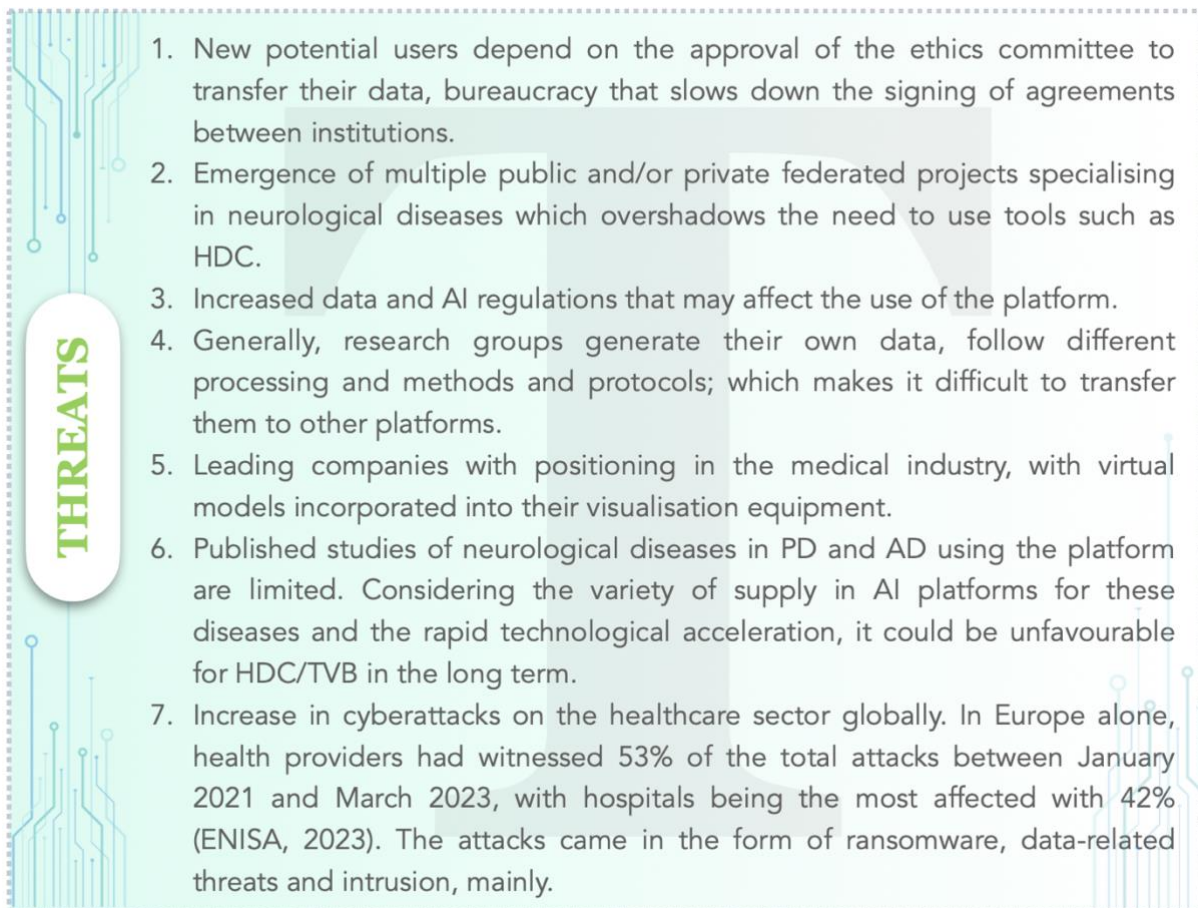 THREATS
1. New potential users depend on the approval of the ethics committee to
transfer their data, bureaucracy that slows down the signing of agreements
between institutions.
2. Emergence of multiple public and/or private federated projects specialising
in neurological diseases which overshadows the need to use tools such as
HDC.
3. Increased data and AI regulations that may affect the use of the platform.
4. Generally, research groups generate their own data, follow different
processing and methods and protocols; which makes it difficult to transfer
them to other platforms.
5. Leading companies with positioning in the medical industry, with virtual
models incorporated into their visualisation equipment.
6. Published studies of neurological diseases in PD and AD using the platform
are limited. Considering the variety of supply in AI platforms for these
diseases and the rapid technological acceleration, it could be unfavourable
for HDC/TVB in the long term.
7. Increase in cyberattacks on the healthcare sector globally. In Europe alone,
health providers had witnessed 53% of the total attacks between January
2021 and March 2023, with hospitals being the most affected with 42%
(ENISA, 2023). The attacks came in the form of ransomware, data-related
threats and intrusion, mainly.
T